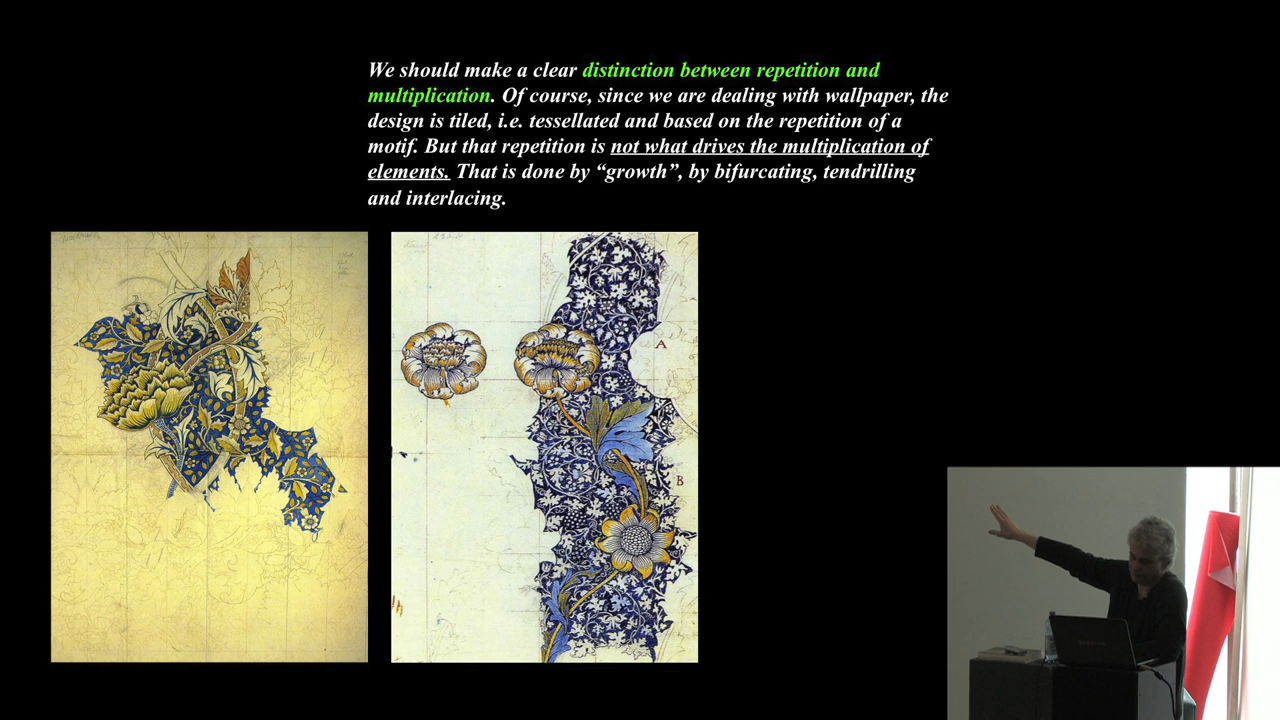 We should make a clear distinction between repetition and
multiplication. Of course, since we are dealing with wallpaper, the
design is tiled, i.e. tessellated and based on the repetition of a
motif. But that repetition is not what drives the multiplication of
elements. That is done by “growth”, by bifurcating, tendrilling
and interlacing.
A
B